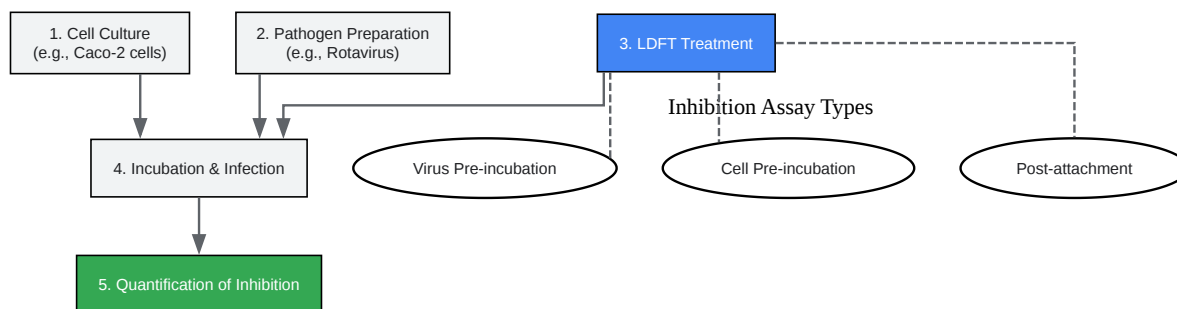 1. Cell Culture
(e.g., Caco-2 cells)
2. Pathogen Preparation
(e.g., Rotavirus)
3. LDFT Treatment
Inhibition Assay Types
4. Incubation & Infection
Virus Pre-incubation
Cell Pre-incubation
Post-attachment
5. Quantification of Inhibition